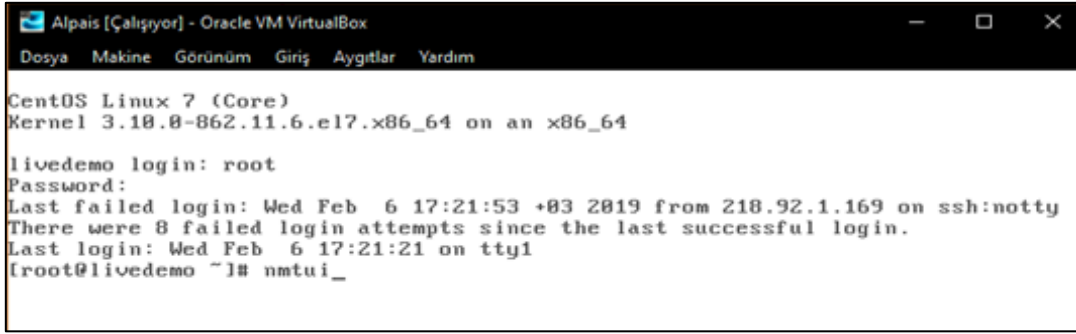 Alpais [Çalışıyor] - Oracle VM VirtualBox
Dosya Makine Görünüm Giriş Aygıtlar Yardım
CentOS Linux 7 (Core)
Kernel 3.10.0-862.11.6.el7.x86_64 on an x86_64
livedemo login: root
Password:
Last failed login: Wed Feb  6 17:21:53 +03 2019 from 218.92.1.169 on ssh:notty
There were 8 failed login attempts since the last successful login.
Last login: Wed Feb  6 17:21:21 on tty1
[root@livedemo ~]# nmtui_